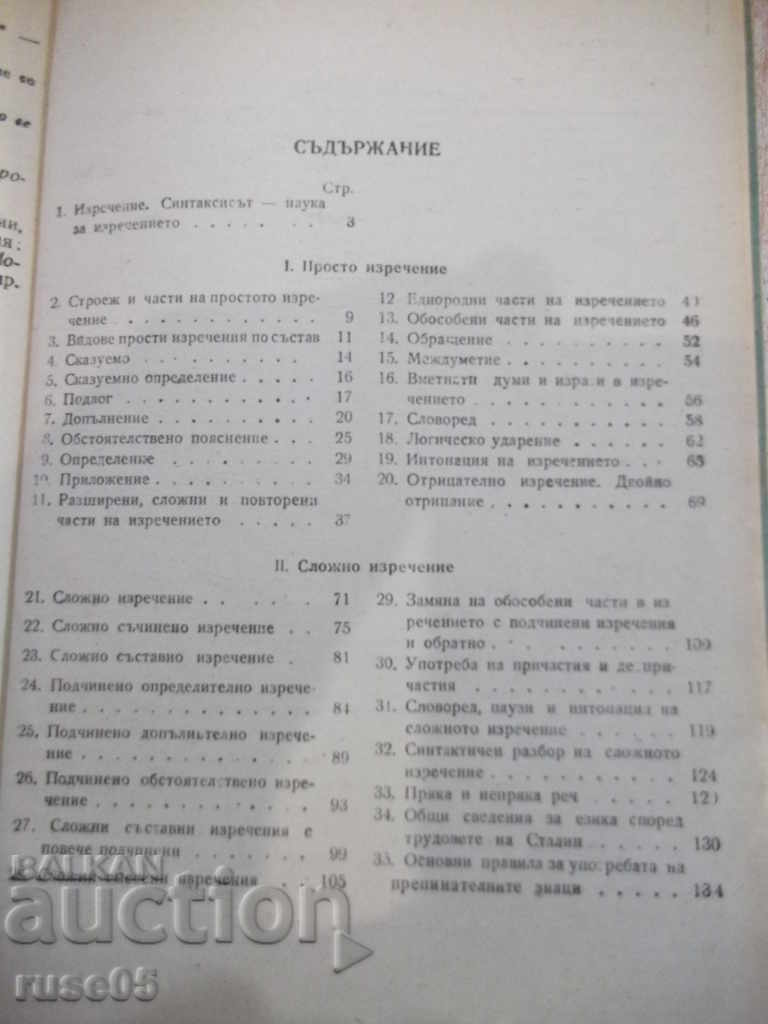 СЪДЪРЖАНИЕ
Стр.
1. Изречение. Синтаксисът — наука
за изречението . . . . . . . 3
I. Просто изречение
2. Строеж и части на простото изре-
чение . . . . . . . . . . 9
3. Видове прости изречения по състав 11
4. Сказуемо . . . . . . . . . 14
5. Сказуемно определение . . . . . 16
6. Подлог . . . . . . . . . . 17
7. Допълнение . . . . . . . . 20
8. Обстоятелствено пояснение . . . 25
9. Определение . . . . . . . . 29
10. Приложение . . . . . . . . 34
11. Разширени, сложни и повторени
части на изречението . . . . . 37
12 Еднородни части на изречението
13. Обособени части на изречението 46
14. Обращение . . . . . . . . 52
15. Междуметие . . . . . . . . 54
16. Вметнати думи и изрази в изре-
чението . . . . . . . . . . 56
17. Словоред . . . . . . . . . 58
18. Логическо ударение . . . . . 62
19. Интонация на изречението . . . 65
20. Отрицателно изречение. Двойно
отрицание . . . . . . . . . 69
II. Сложно изречение
21. Сложно изречение . . . . . 71
22. Сложно съчинено изречение . . 75
23. Сложно съставно изречение . 81
24. Подчинено определително изрече-
ние . . . . . . . . . . . 84
25. Подчинено допълнително изрече-
ние . . . . . . . . . . . 89
26. Подчинено обстоятелствено изре-
чение . . . . . . . . . . 93
27. Сложни съставни изречения с
повече подчинени . . . . . . 99
изречения . . 105
29. Замяна на обособени части в из
речението с подчинени изречения
и обратно . . . . . . . . . 109
30. Употреба на причастия и деепри-
частия . . . . . . . . . . 117
31. Словоред, паузи и интонация на
сложното изречение . . . . . . 119
32. Синтактичен разбор на сложното
изречение . . . . . . . . . 124
33. Пряка и непряка реч . . . . .
34. Общи сведения за езика според
трудовете на Сталин . . . . . 130
35. Основни правила за употребата на
препинателните знаци . . . . . 134
BALKAN
auction
ruse05